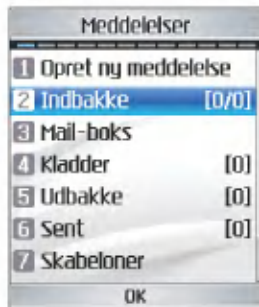 Meddelelser
1 Opret ny meddelelse
2 Indbakke [0/0]
3 Mail-boks
4 Kladder [0]
5 Udbakke [0]
6 Sent [0]
7 Skabeloner
OK